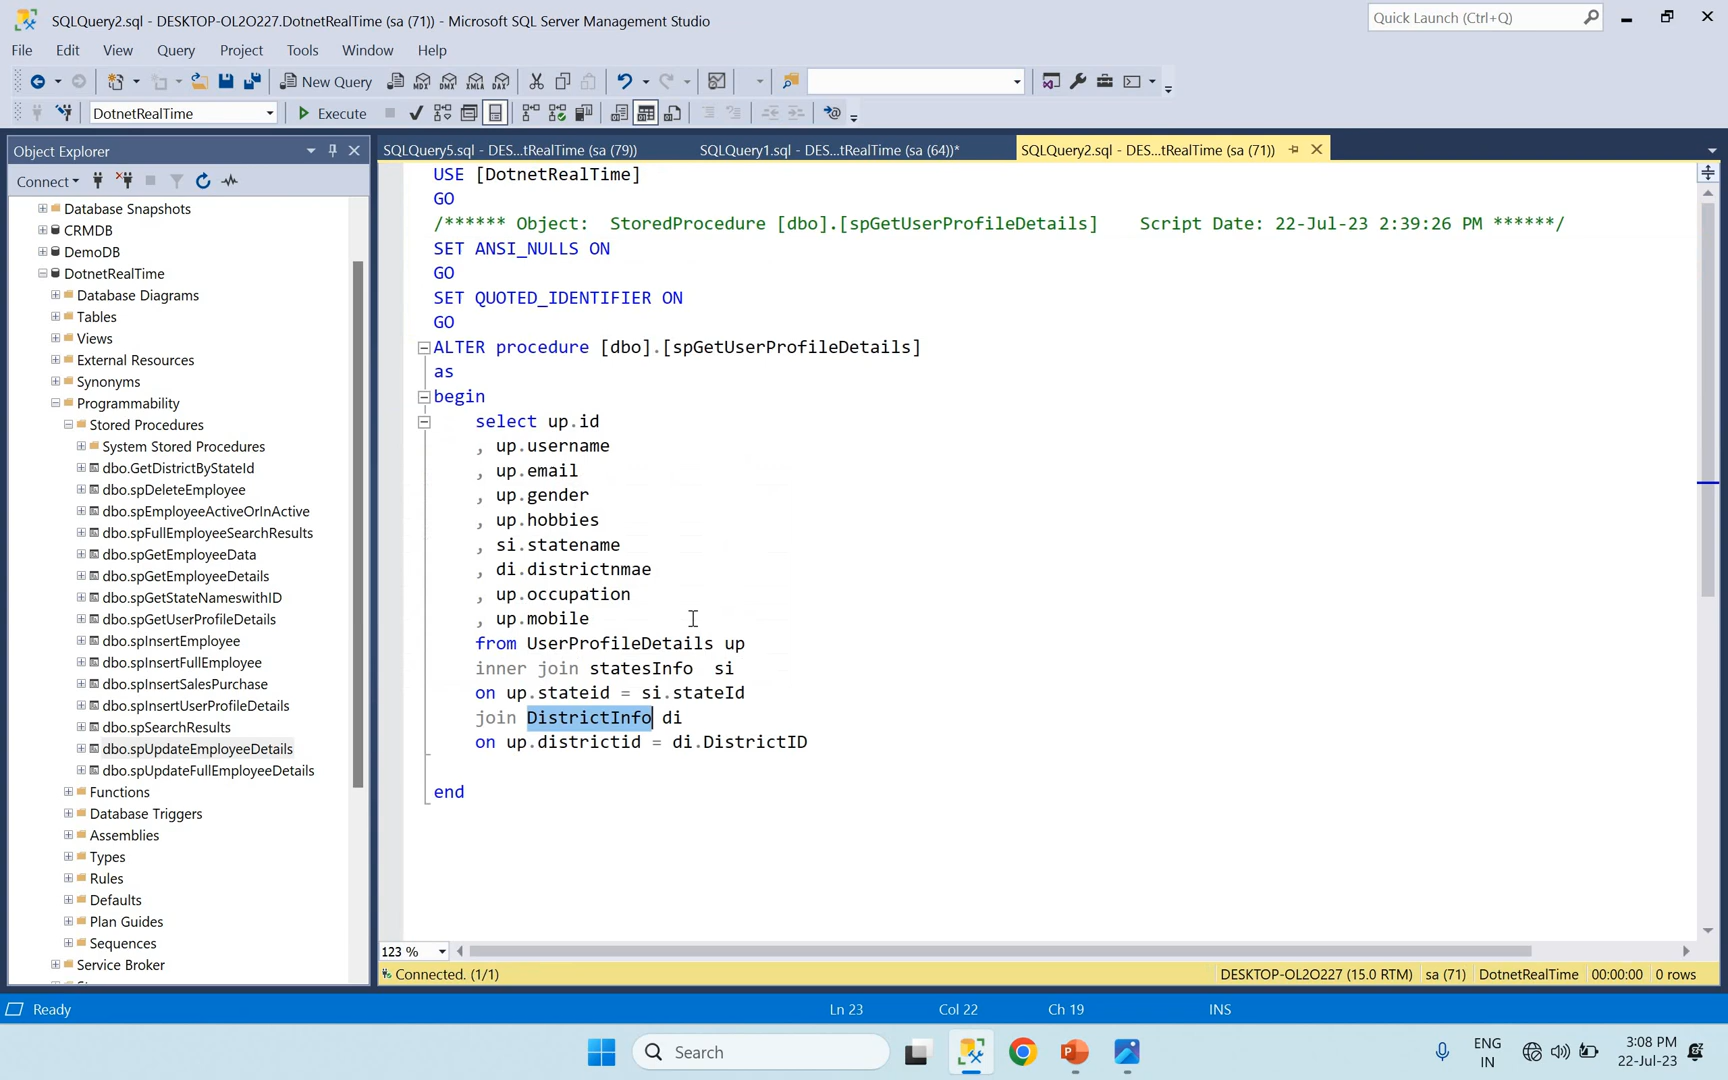 SQLQuery2.sql - DESKTOP-OL2O227.DotnetRealTime (sa (71)) - Microsoft SQL Server Management Studio
Quick Launch (Ctrl+Q)
File Edit View Query Project Tools Window Help
New Query MDX DMX XMLA DAX
DotnetRealTime Execute
Object Explorer
SQLQuery5.sql - DES...tRealTime (sa (79)) SQLQuery1.sql - DES...tRealTime (sa (64))* SQLQuery2.sql - DES...tRealTime (sa (71))
Connect
Database Snapshots
CRMDB
DemoDB
DotnetRealTime
Database Diagrams
Tables
Views
External Resources
Synonyms
Programmability
Stored Procedures
System Stored Procedures
dbo.GetDistrictByStateId
dbo.spDeleteEmployee
dbo.spEmployeeActiveOrInActive
dbo.spFullEmployeeSearchResults
dbo.spGetEmployeeData
dbo.spGetEmployeeDetails
dbo.spGetStateNameswithID
dbo.spGetUserProfileDetails
dbo.spInsertEmployee
dbo.spInsertFullEmployee
dbo.spInsertSalesPurchase
dbo.spInsertUserProfileDetails
dbo.spSearchResults
dbo.spUpdateEmployeeDetails
dbo.spUpdateFullEmployeeDetails
Functions
Database Triggers
Assemblies
Types
Rules
Defaults
Plan Guides
Sequences
Service Broker
USE [DotnetRealTime]
GO
/****** Object:  StoredProcedure [dbo].[spGetUserProfileDetails]    Script Date: 22-Jul-23 2:39:26 PM ******/
SET ANSI_NULLS ON
GO
SET QUOTED_IDENTIFIER ON
GO
ALTER procedure [dbo].[spGetUserProfileDetails]
as
begin
select up.id
, up.username
, up.email
, up.gender
, up.hobbies
, si.statename
, di.districtnmae
, up.occupation
, up.mobile
from UserProfileDetails up
inner join statesInfo  si
on up.stateid = si.stateId
join DistrictInfo di
on up.districtid = di.DistrictID
end
123 %
Connected. (1/1) DESKTOP-OL2O227 (15.0 RTM) sa (71) DotnetRealTime 00:00:00 0 rows
Ready Ln 23 Col 22 Ch 19 INS
Search
ENG
IN
3:08 PM
22-Jul-23